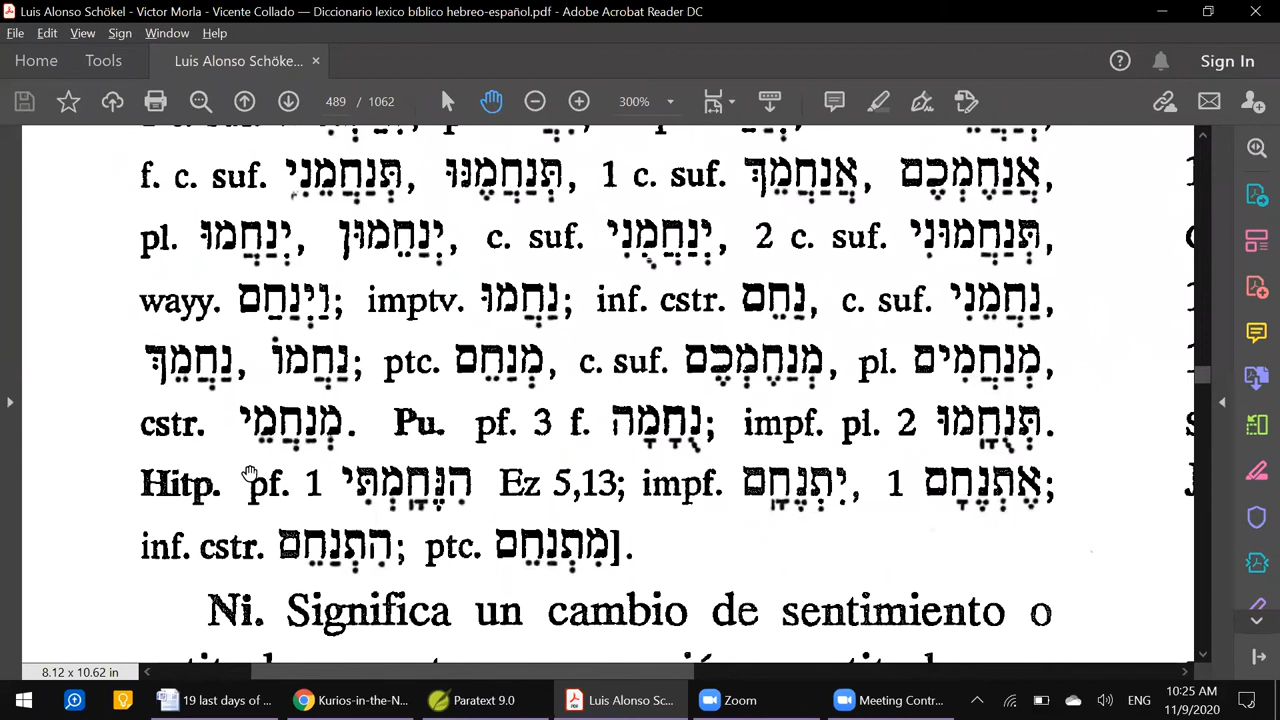 Luis Alonso Schökel - Victor Morla - Vicente Collado — Diccionario lexico bíblico hebreo-español.pdf - Adobe Acrobat Reader DC
File Edit View Sign Window Help
Home Tools Luis Alonso Schöke... × Sign In
489 / 1062 300%
f. c. suf. תְּנַחֲמֵנִי, תְּנַחֲמֶנּוּ, 1 c. suf. אֲנַחֲמֵךְ, אֲנַחֶמְכֶם,
pl. יְנַחֲמוּ, יְנַחֵמוּן, c. suf. יְנַחֲמֻנִי, 2 c. suf. תְּנַחֲמוּנִי,
wayy. וַיְנַחֵם; imptv. נַחֲמוּ; inf. cstr. נַחֵם, c. suf. נַחֲמֵנִי,
נַחֲמֵךְ, נַחֲמוֹ; ptc. מְנַחֵם, c. suf. מְנַחֶמְכֶם, pl. מְנַחֲמִים,
cstr. מְנַחֲמֵי. Pu. pf. 3 f. נֻחָמָה; impf. pl. 2 תְּנֻחָמוּ.
Hitp. pf. 1 הִנֶּחָמְתִּי Ez 5,13; impf. יִתְנֶחָם, 1 אֶתְנֶחָם;
inf. cstr. הִתְנַחֵם; ptc. מִתְנַחֵם].
Ni. Significa un cambio de sentimiento o
8.12 x 10.62 in
19 last days of ... Kurios-in-the-N... Paratext 9.0 Luis Alonso Sc... Zoom Meeting Contr... ENG 10:25 AM
11/9/2020